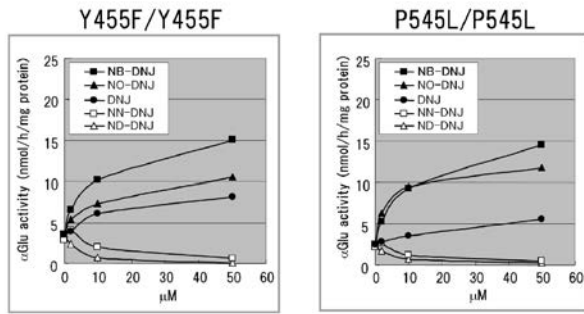 Y455F/Y455F
αGlu activity (nmol/h/mg protein)
25
20
15
10
5
0
NB-DNJ
NO-DNJ
DNJ
NN-DNJ
ND-DNJ
0 10 20 30 40 50 60
μM
P545L/P545L
αGlu activity (nmol/h/mg protein)
25
20
15
10
5
0
NB-DNJ
NO-DNJ
DNJ
NN-DNJ
ND-DNJ
0 10 20 30 40 50 60
μM